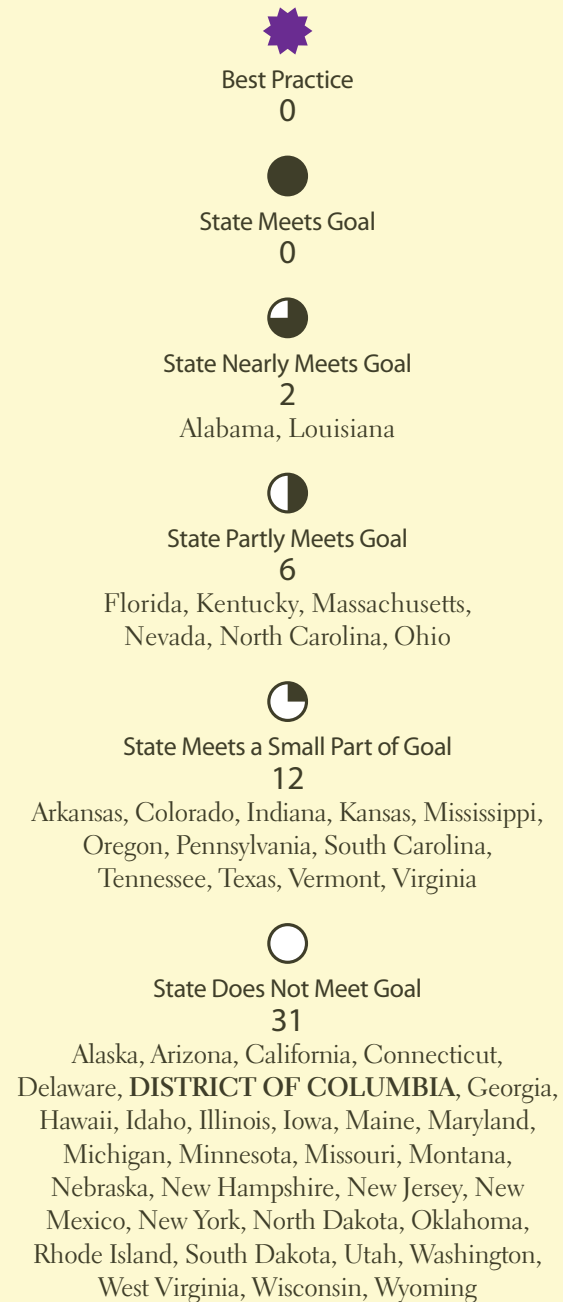 Best Practice
0
State Meets Goal
0
State Nearly Meets Goal
2
Alabama, Louisiana
State Partly Meets Goal
6
Florida, Kentucky, Massachusetts,
Nevada, North Carolina, Ohio
State Meets a Small Part of Goal
12
Arkansas, Colorado, Indiana, Kansas, Mississippi,
Oregon, Pennsylvania, South Carolina,
Tennessee, Texas, Vermont, Virginia
State Does Not Meet Goal
31
Alaska, Arizona, California, Connecticut,
Delaware, DISTRICT OF COLUMBIA, Georgia,
Hawaii, Idaho, Illinois, Iowa, Maine, Maryland,
Michigan, Minnesota, Missouri, Montana,
Nebraska, New Hampshire, New Jersey, New
Mexico, New York, North Dakota, Oklahoma,
Rhode Island, South Dakota, Utah, Washington,
West Virginia, Wisconsin, Wyoming